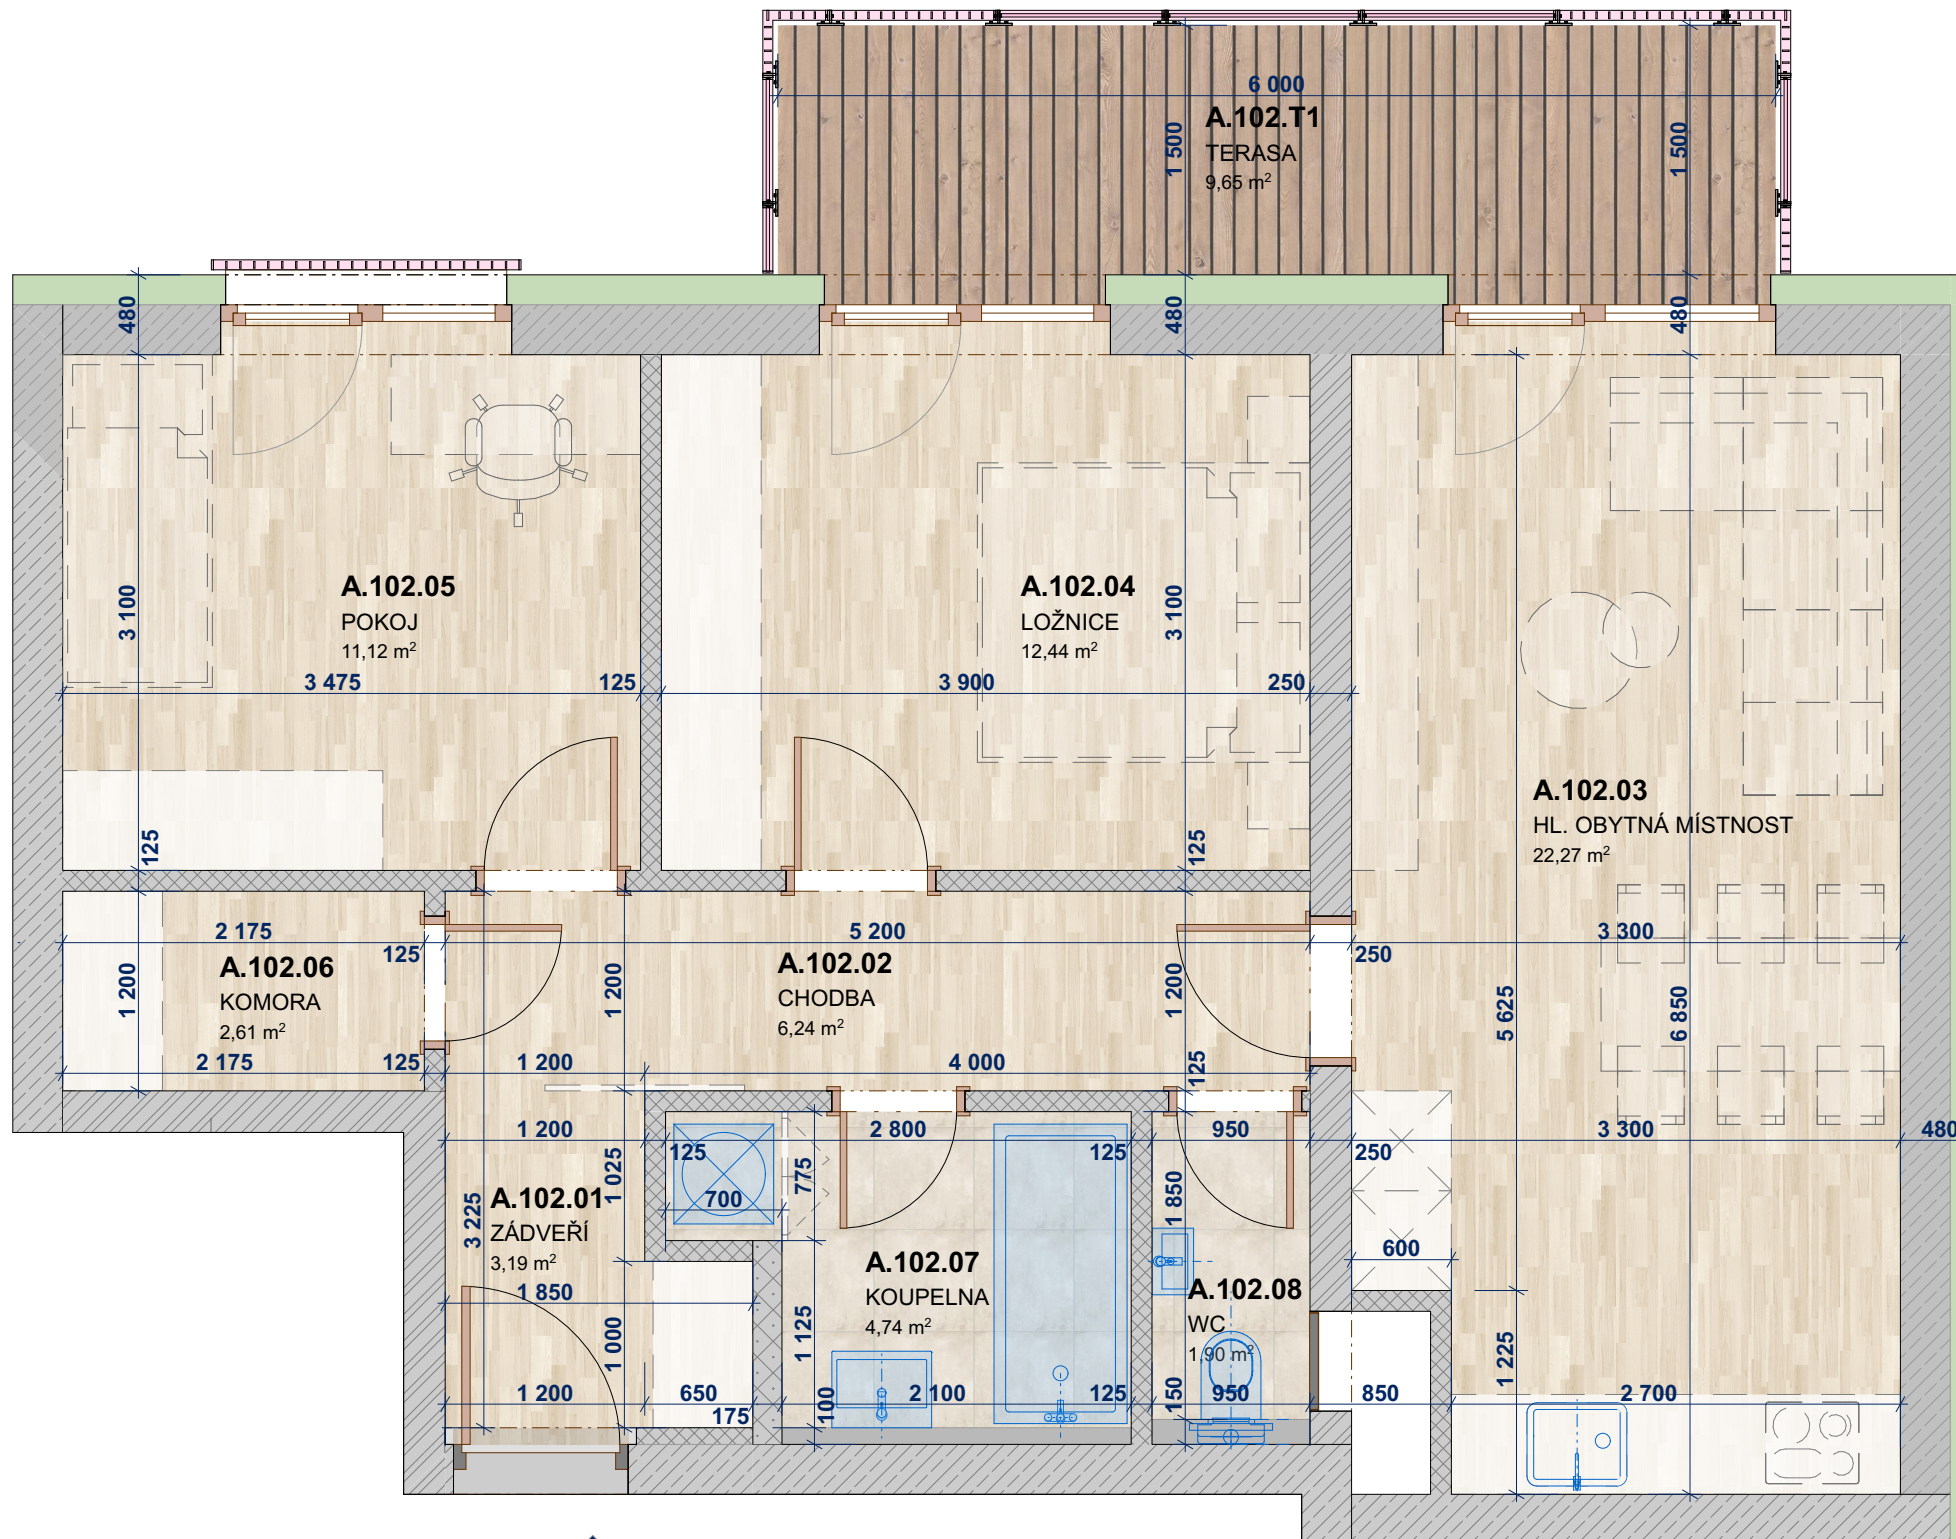 6 000
A.102.T1
TERASA
9,65 m²
1 500
1 500
480
480
480
A.102.05
POKOJ
11,12 m²
3 100
3 475
125
A.102.04
LOŽNICE
12,44 m²
3 100
3 900
250
A.102.03
HL. OBYTNÁ MÍSTNOST
22,27 m²
125
125
2 175
125
5 200
250
3 300
A.102.06
KOMORA
2,61 m²
1 200
1 200
A.102.02
CHODBA
6,24 m²
1 200
5 625
6 850
2 175
125
1 200
4 000
125
1 200
125
2 800
125
950
250
3 300
480
1 025
775
700
3 225
A.102.01
ZÁDVEŘÍ
3,19 m²
1 850
1 850
600
A.102.07
KOUPELNA
4,74 m²
A.102.08
WC
1,90 m²
1 000
1 125
1 225
1 200
650
175
100
2 100
125
150
950
850
2 700